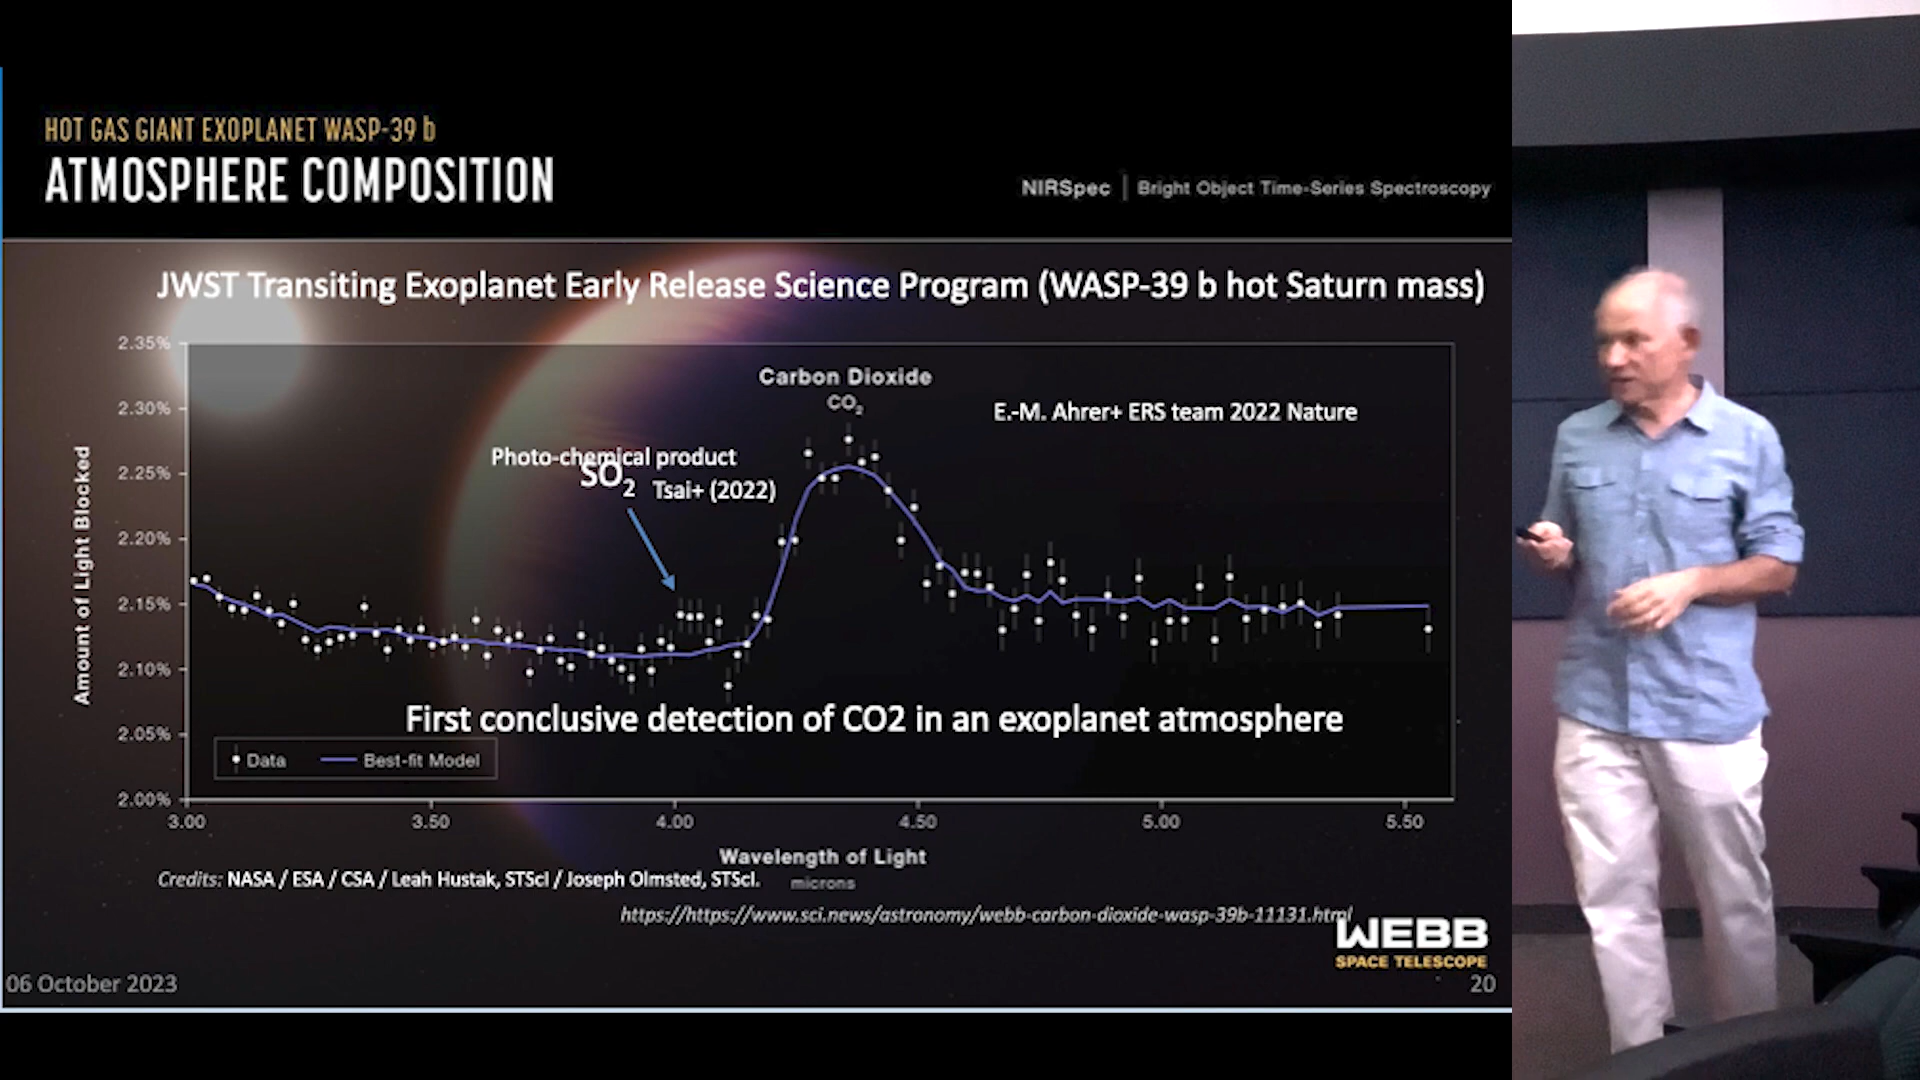 HOT GAS GIANT EXOPLANET WASP-39 b
ATMOSPHERE COMPOSITION
NIRSpec | Bright Object Time-Series Spectroscopy
JWST Transiting Exoplanet Early Release Science Program (WASP-39 b hot Saturn mass)
2.35%
2.30%
2.25%
2.20%
2.15%
2.10%
2.05%
2.00%
Amount of Light Blocked
Carbon Dioxide
CO₂
E.-M. Ahrer+ ERS team 2022 Nature
Photo-chemical product
SO₂ Tsai+ (2022)
First conclusive detection of CO2 in an exoplanet atmosphere
Data Best-fit Model
3.00 3.50 4.00 4.50 5.00 5.50
Wavelength of Light
microns
Credits: NASA / ESA / CSA / Leah Hustak, STScI / Joseph Olmsted, STScI.
https://https://www.sci.news/astronomy/webb-carbon-dioxide-wasp-39b-11131.html
WEBB
SPACE TELESCOPE
06 October 2023
20